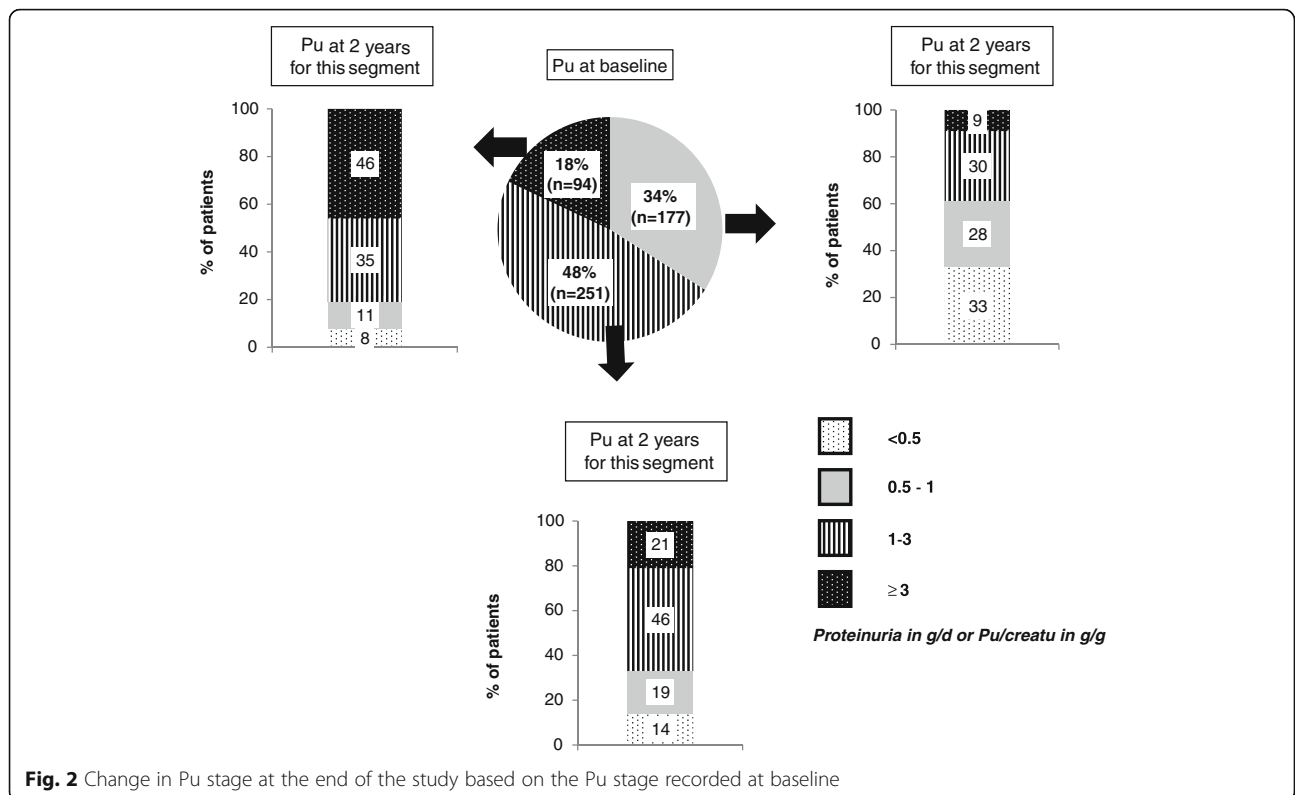 Pu at 2 years
for this segment
Pu at baseline
Pu at 2 years
for this segment
% of patients
100
80
60
40
20
0
46
35
11
8
18%
(n=94)
34%
(n=177)
48%
(n=251)
% of patients
100
80
60
40
20
0
9
30
28
33
Pu at 2 years
for this segment
% of patients
100
80
60
40
20
0
21
46
19
14
<0.5
0.5 - 1
1-3
≥ 3
Proteinuria in g/d or Pu/creatu in g/g
Fig. 2 Change in Pu stage at the end of the study based on the Pu stage recorded at baseline